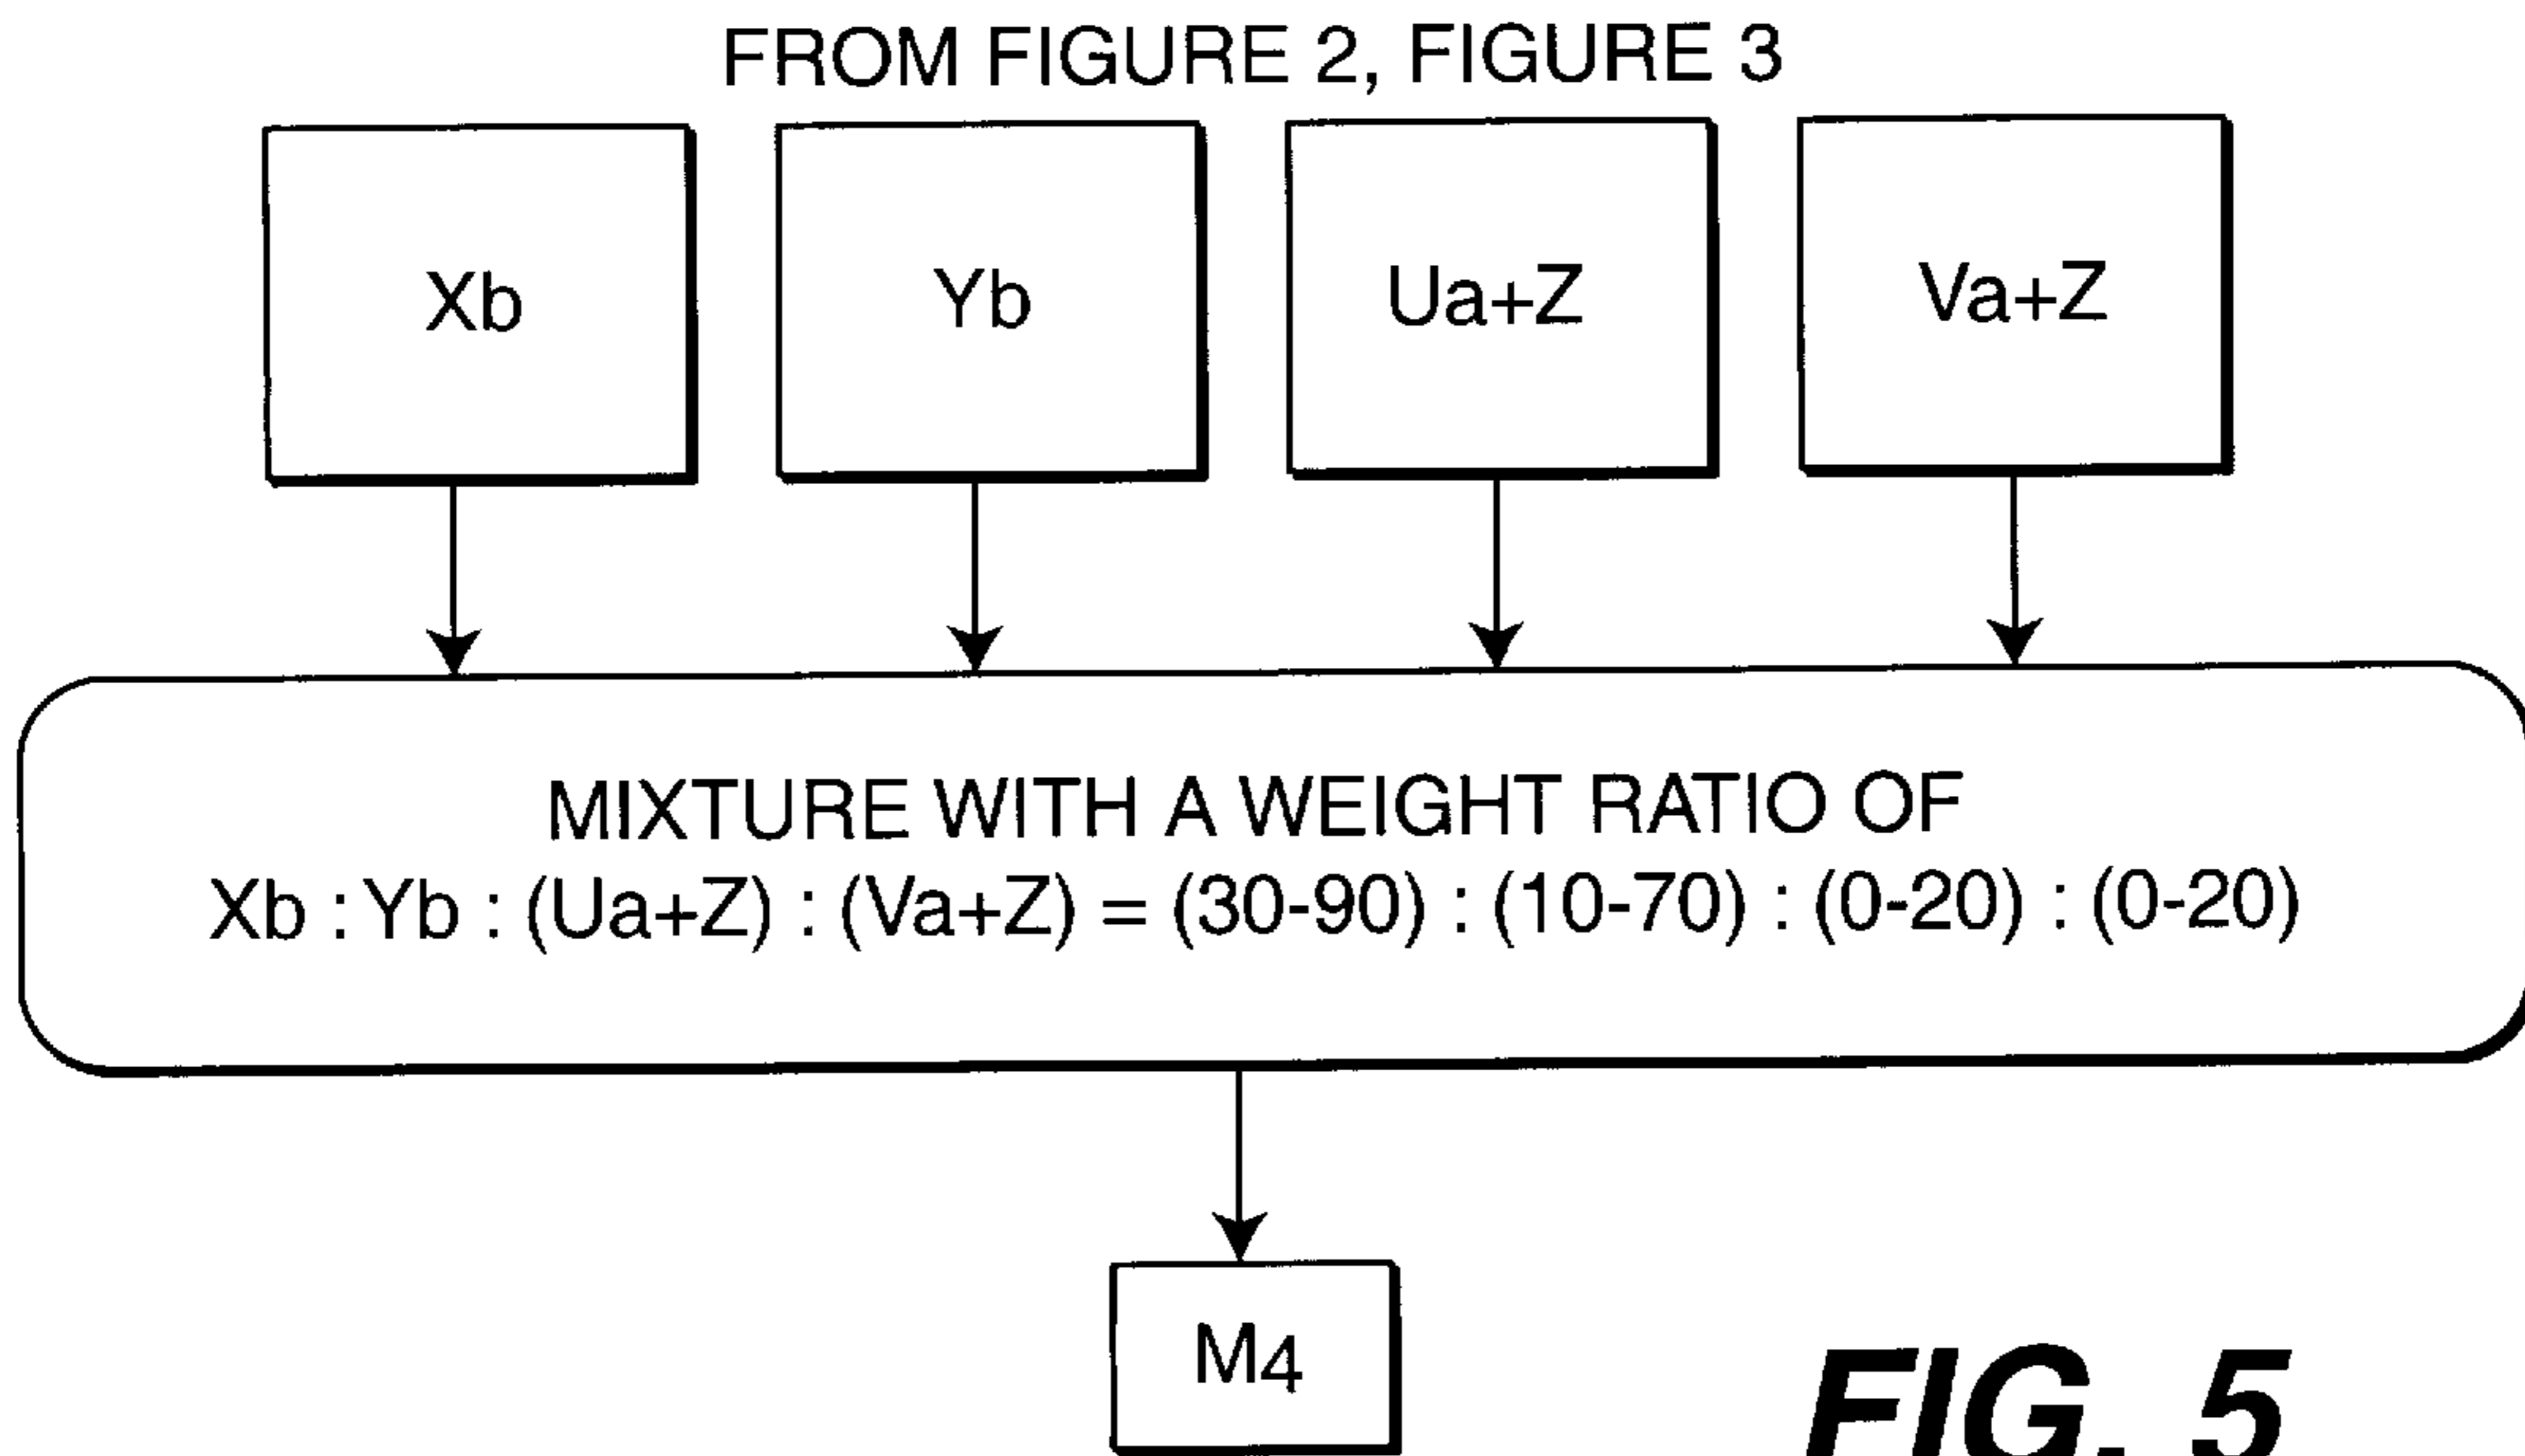 FROM FIGURE 2, FIGURE 3
Xb
Yb
Ua+Z
Va+Z
MIXTURE WITH A WEIGHT RATIO OF
Xb : Yb : (Ua+Z) : (Va+Z) = (30-90) : (10-70) : (0-20) : (0-20)
M4
FIG. 5